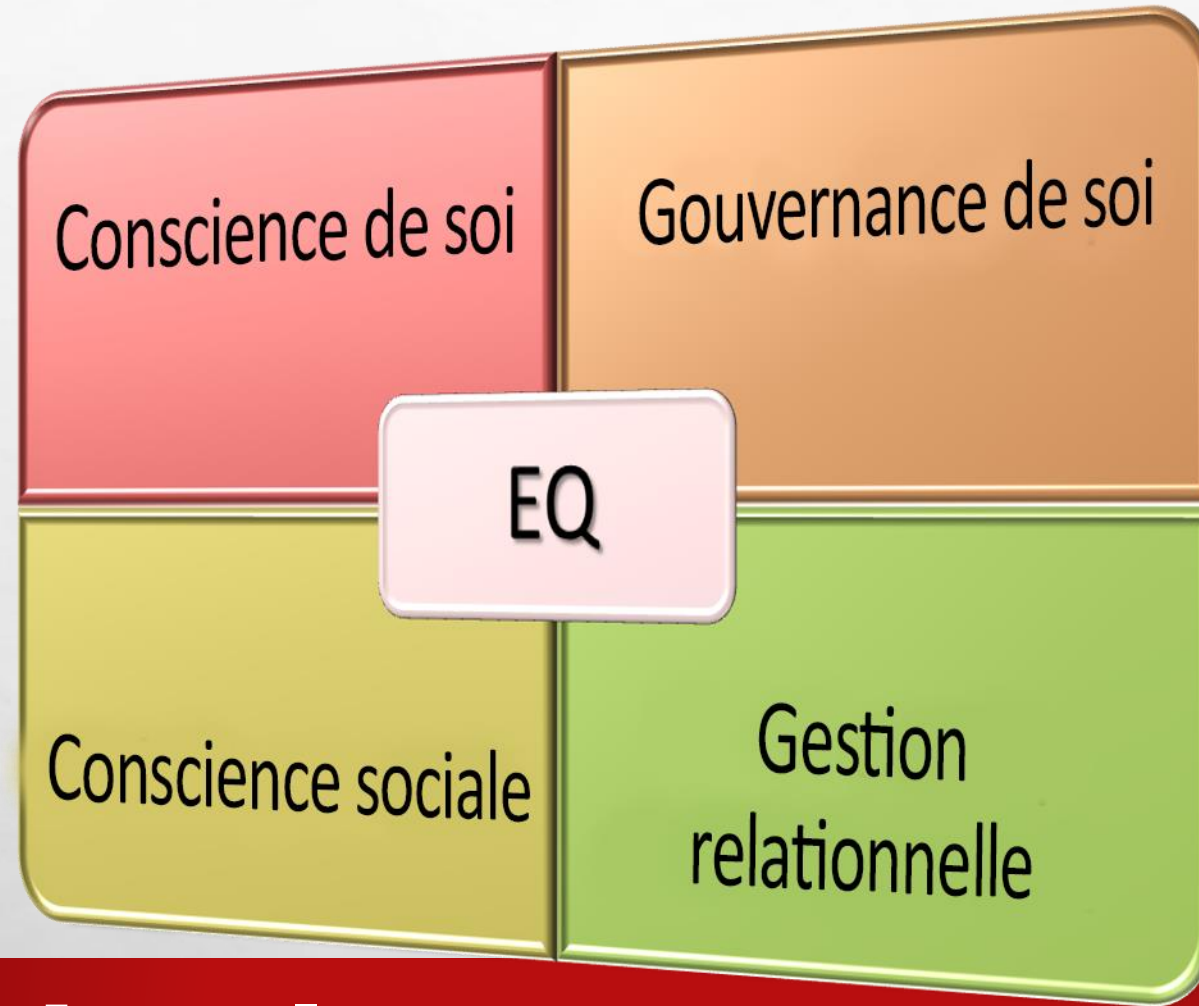 Conscience de soi
Gouvernance de soi
EQ
Conscience sociale
Gestion
relationnelle